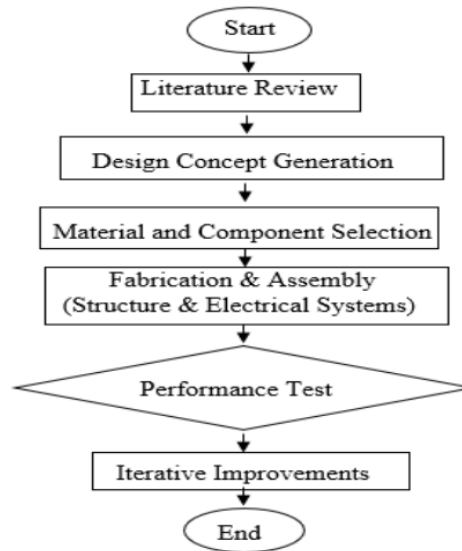 Start
Literature Review
Design Concept Generation
Material and Component Selection
Fabrication & Assembly
(Structure & Electrical Systems)
Performance Test
Iterative Improvements
End